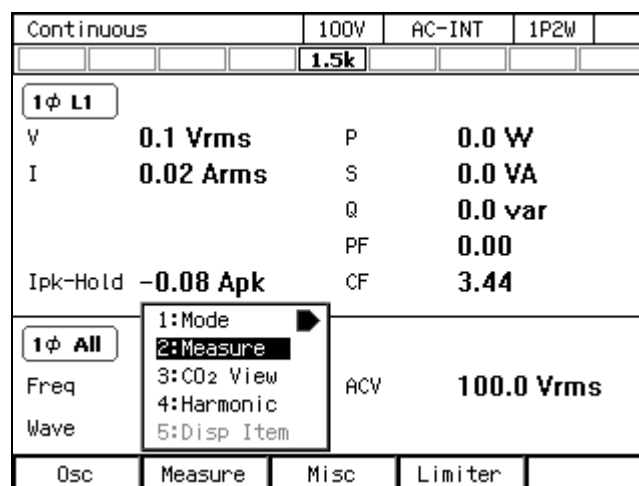 Continuous 100V AC-INT 1P2W
1.5k
1ϕ L1
V 0.1 Vrms P 0.0 W
I 0.02 Arms S 0.0 VA
Q 0.0 var
PF 0.00
Ipk-Hold -0.08 Apk CF 3.44
1:Mode
2:Measure
3:CO₂ View
4:Harmonic
5:Disp Item
1ϕ All
Freq ACV 100.0 Vrms
Wave
Osc Measure Misc Limiter